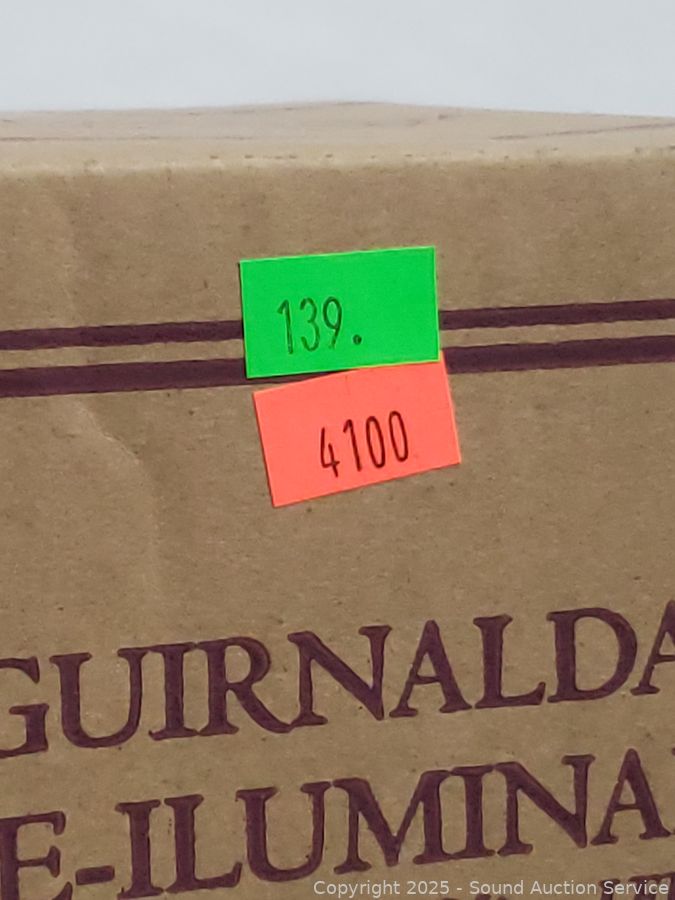 139.
4100
GUIRNALDA
E-ILUMINA
Copyright 2025 - Sound Auction Service